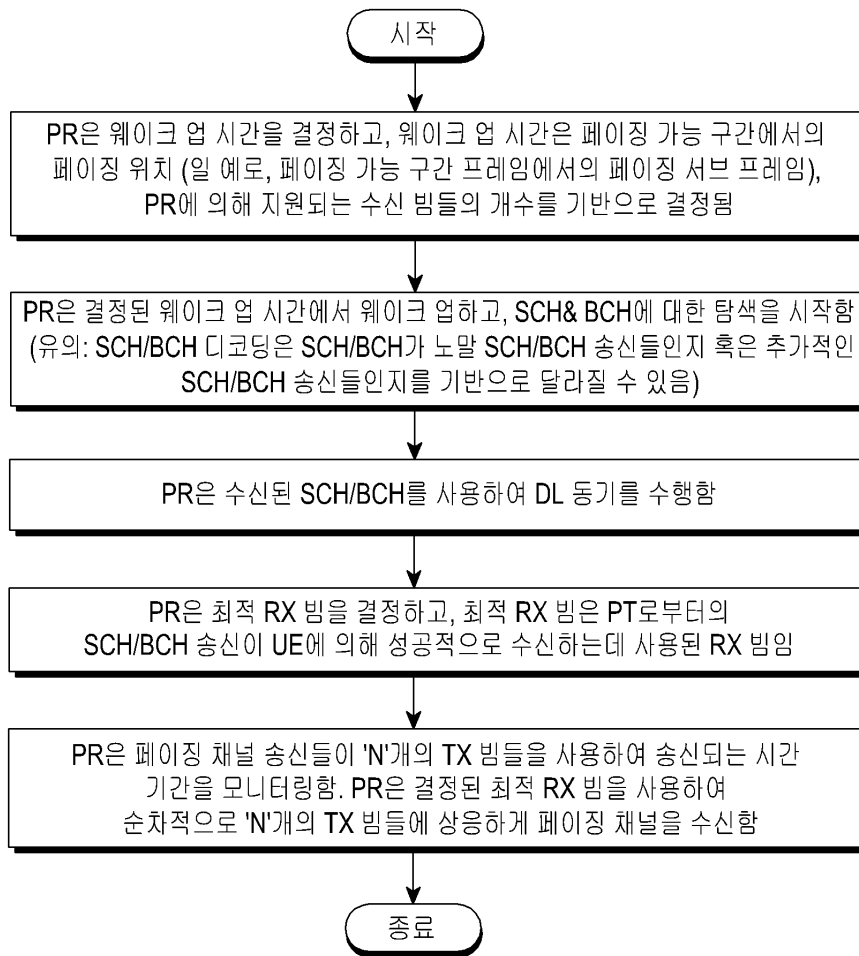 시작
PR은 웨이크 업 시간을 결정하고, 웨이크 업 시간은 페이징 가능 구간에서의
페이징 위치 (일 예로, 페이징 가능 구간 프레임에서의 페이징 서브 프레임),
PR에 의해 지원되는 수신 빔들의 개수를 기반으로 결정됨
PR은 결정된 웨이크 업 시간에서 웨이크 업하고, SCH& BCH에 대한 탐색을 시작함
(유의: SCH/BCH 디코딩은 SCH/BCH가 노말 SCH/BCH 송신들인지 혹은 추가적인
SCH/BCH 송신들인지를 기반으로 달라질 수 있음)
PR은 수신된 SCH/BCH를 사용하여 DL 동기를 수행함
PR은 최적 RX 빔을 결정하고, 최적 RX 빔은 PT로부터의
SCH/BCH 송신이 UE에 의해 성공적으로 수신하는데 사용된 RX 빔임
PR은 페이징 채널 송신들이 'N'개의 TX 빔들을 사용하여 송신되는 시간
기간을 모니터링함. PR은 결정된 최적 RX 빔을 사용하여
순차적으로 'N'개의 TX 빔들에 상응하게 페이징 채널을 수신함
종료